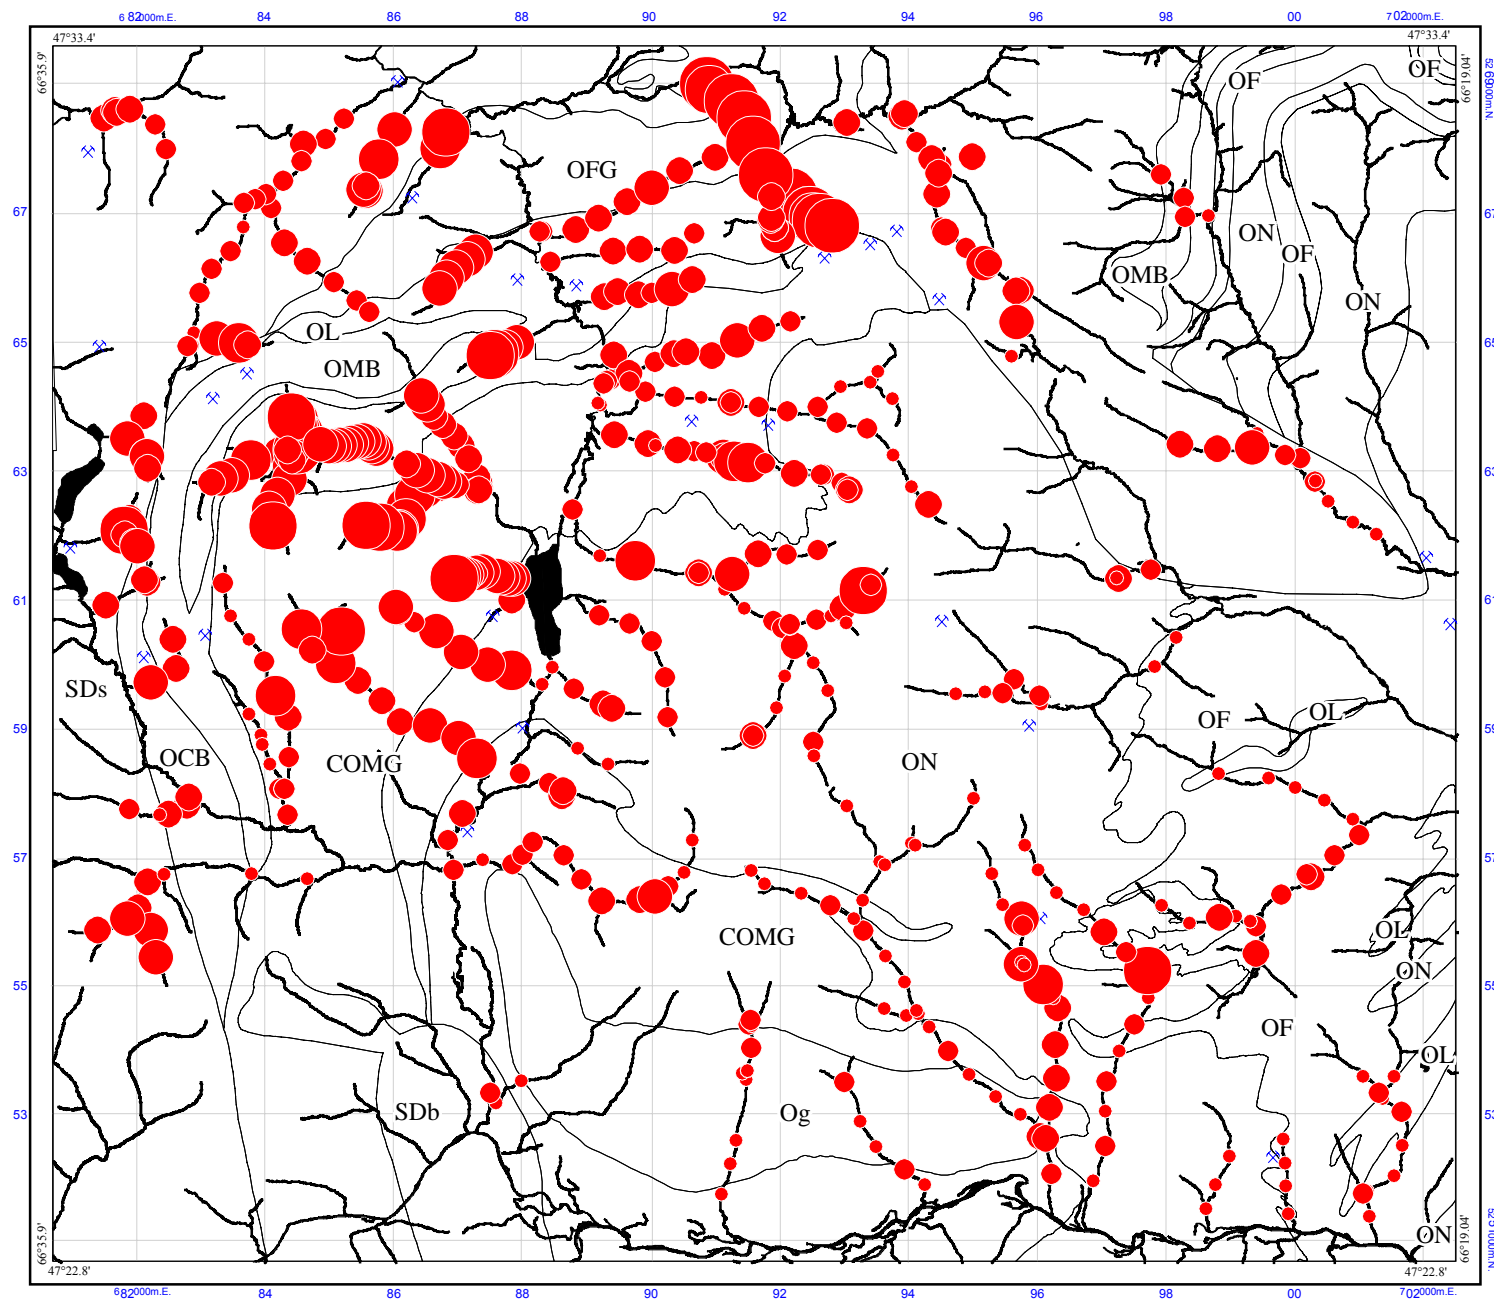 6 82000m.E. 84 86 88 90 92 94 96 98 00 7 02000m.E.
47°33.4' 47°33.4'
66°35.9' 66°19.04'
52 69000m.N.
OF OF
OFG
67 ON 67
OF
OMB
ON
OL
65 65
OMB
63 63
61 61
SDs
OL
OF
59 59
OCB COMG ON
57 57
OL
COMG
ON
55 55
OF
OL
53 SDb Og 53
ON
66°35.9' 66°19.04'
47°22.8' 47°22.8'
6 82000m.E. 84 86 88 90 92 94 96 98 00 7 02000m.E.